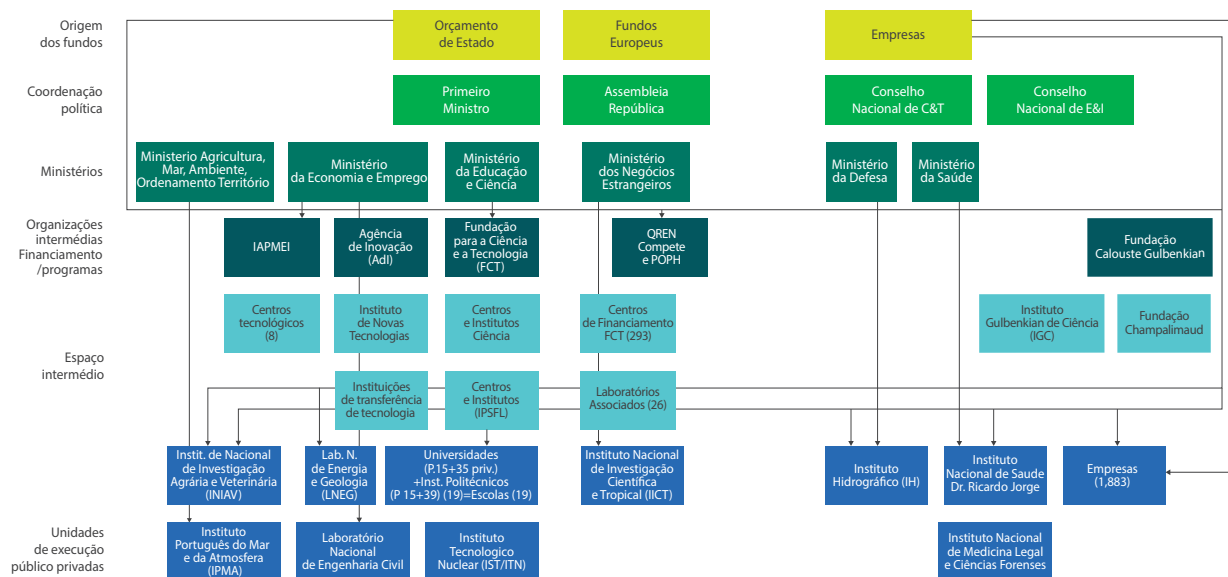 Origem
dos fundos
Orçamento
de Estado
Fundos
Europeus
Empresas
Coordenação
política
Primeiro
Ministro
Assembleia
República
Conselho
Nacional de C&T
Conselho
Nacional de E&I
Ministérios
Ministerio Agricultura,
Mar, Ambiente,
Ordenamento Território
Ministério
da Economia e Emprego
Ministério
da Educação
e Ciência
Ministério
dos Negócios
Estrangeiros
Ministério
da Defesa
Ministério
da Saúde
Organizações
intermédias
Financiamento
/programas
IAPMEI
Agência
de Inovação
(AdI)
Fundação
para a Ciência
e a Tecnologia
(FCT)
QREN
Compete
e POPH
Fundação
Calouste Gulbenkian
Espaço
intermédio
Centros
tecnológicos
(8)
Instituto
de Novas
Tecnologias
Centros
e Institutos
Ciência
Centros
de Financiamento
FCT (293)
Instituto
Gulbenkian de Ciência
(IGC)
Fundação
Champalimaud
Instituições
de transferência
de tecnologia
Centros
e Institutos
(IPSFL)
Laboratórios
Associados (26)
Instit. de Nacional
de Investigação
Agrária e Veterinária
(INIAV)
Lab. N.
de Energia
e Geologia
(LNEG)
Universidades
(P.15+35 priv.)
+Inst. Politécnicos
(P 15+39) (19)=Escolas (19)
Instituto Nacional
de Investigação
Científica
e Tropical (IICT)
Instituto
Hidrográfico (IH)
Instituto
Nacional de Saude
Dr. Ricardo Jorge
Empresas
(1,883)
Unidades
de execução
público privadas
Instituto
Português do Mar
e da Atmosfera
(IPMA)
Laboratório
Nacional
de Engenharia Civil
Instituto
Tecnologico
Nuclear (IST/ITN)
Instituto Nacional
de Medicina Legal
e Ciências Forenses